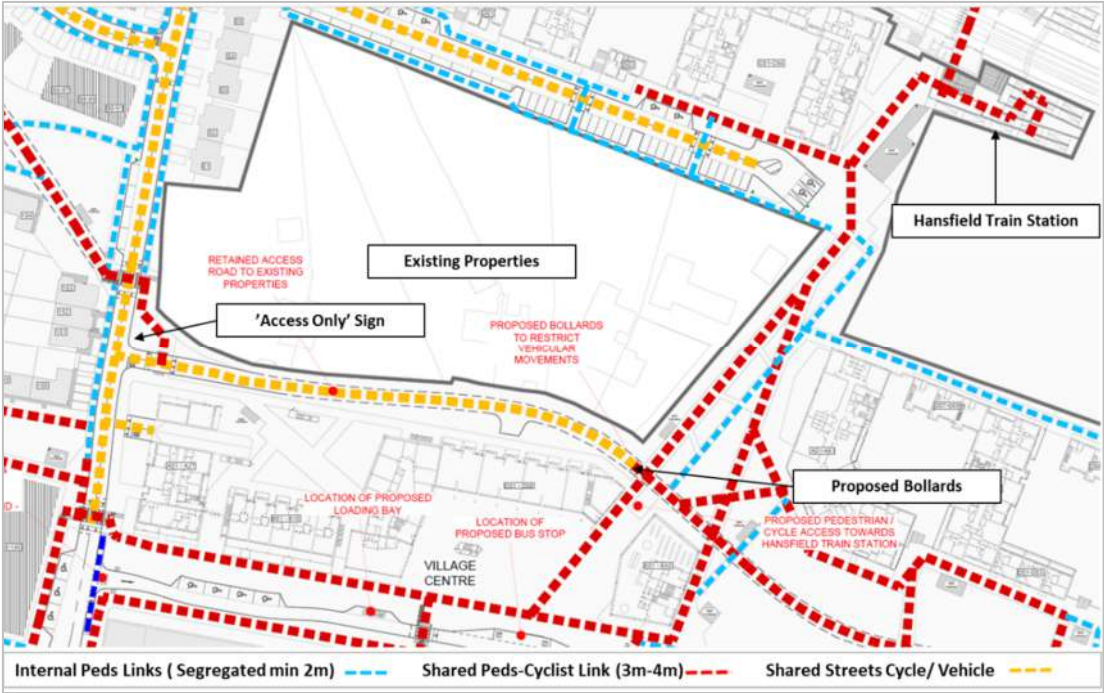 Hansfield Train Station
RETAINED ACCESS
ROAD TO EXISTING
PROPERTIES
Existing Properties
'Access Only' Sign
PROPOSED BOLLARDS
TO RESTRICT
VEHICULAR
MOVEMENTS
Proposed Bollards
LOCATION OF PROPOSED
LOADING BAY
LOCATION OF
PROPOSED BUS STOP
PROPOSED PEDESTRIAN /
CYCLE ACCESS TOWARDS
HANSFIELD TRAIN STATION
VILLAGE
CENTRE
Internal Peds Links ( Segregated min 2m)
Shared Peds-Cyclist Link (3m-4m)
Shared Streets Cycle/ Vehicle